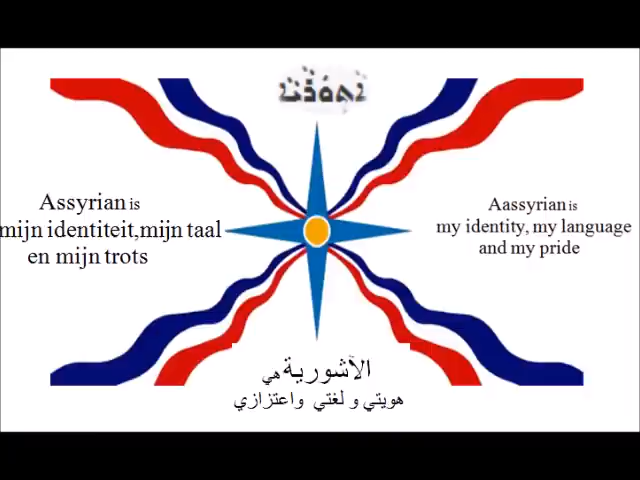 ܐܵܬܘܿܪܵܝܵܐ
Assyrian is
mijn identiteit,mijn taal
en mijn trots
Aassyrian is
my identity, my language
and my pride
الآشورية هي
هويتي و لغتي واعتزازي